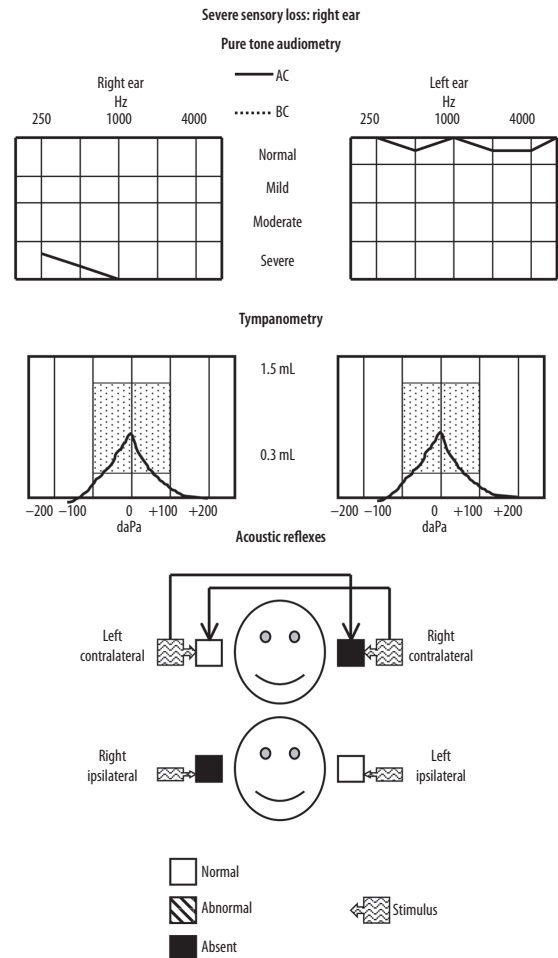 Severe sensory loss: right ear
Pure tone audiometry
AC
BC
Right ear
Hz
250 1000 4000
Left ear
Hz
250 1000 4000
Normal
Mild
Moderate
Severe
Tympanometry
1.5 mL
0.3 mL
−200 −100 0 +100 +200
daPa
−200 −100 0 +100 +200
daPa
Acoustic reflexes
Left
contralateral
Right
contralateral
Right
ipsilateral
Left
ipsilateral
Normal
Abnormal
Absent
Stimulus